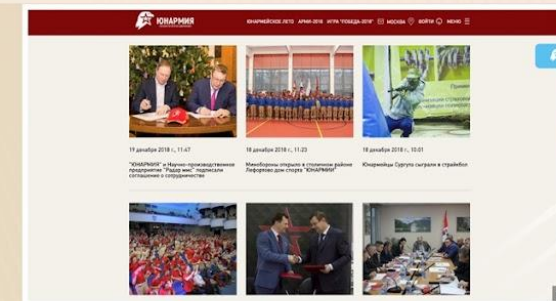 ЮНАРМИЯ
ЮНАРМЕЙСКОЕ ЛЕТО АРМИ-2018 ИГРА "ПОБЕДА-2018" МОСКВА ВОЙТИ МЕНЮ
19 декабря 2018 г., 11:47
"ЮНАРМИЯ" и Научно-производственное
предприятие "Радар ммс" подписали
соглашение о сотрудничестве
18 декабря 2018 г., 11:23
Минобороны открыло в столичном районе
Лефортово дом спорта "ЮНАРМИИ"
18 декабря 2018 г., 10:01
Юнармейцы Сургута сыграли в страйкбол